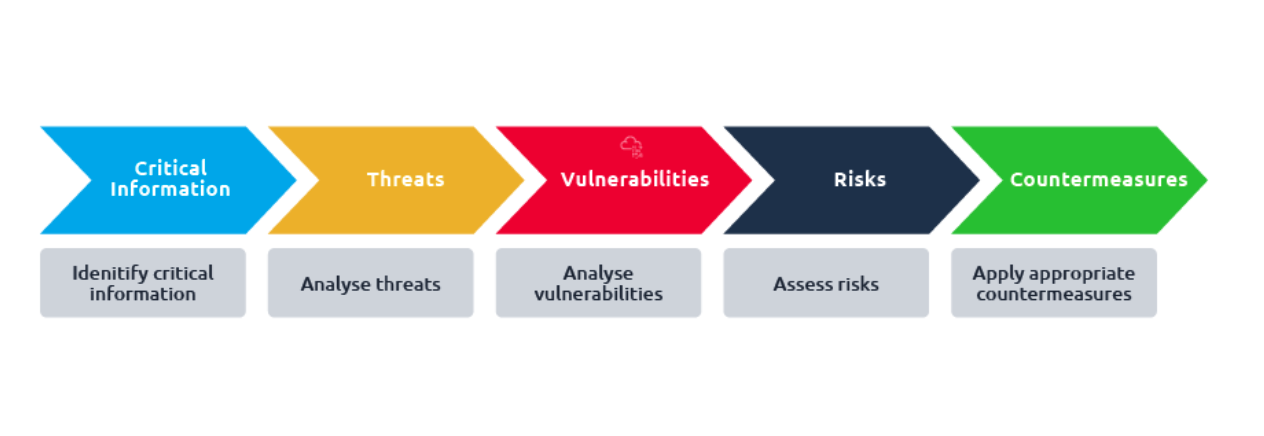 Critical
Information
Threats
Vulnerabilities
Risks
Countermeasures
Idenitify critical
information
Analyse threats
Analyse
vulnerabilities
Assess risks
Apply appropriate
countermeasures